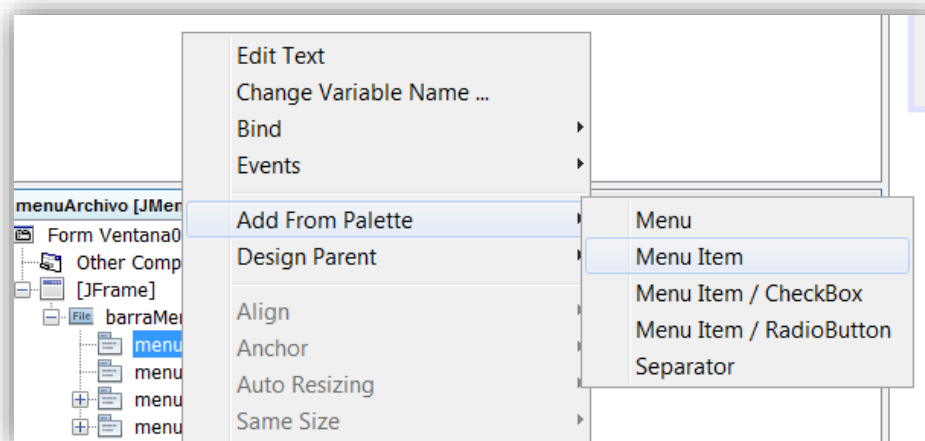 Edit Text
Change Variable Name ...
Bind
Events
Add From Palette
Design Parent
Align
Anchor
Auto Resizing
Same Size
Menu
Menu Item
Menu Item / CheckBox
Menu Item / RadioButton
Separator
menuArchivo [JMen
Form Ventana0
Other Comp
[JFrame]
File barraMen
menu
menu
menu
menu